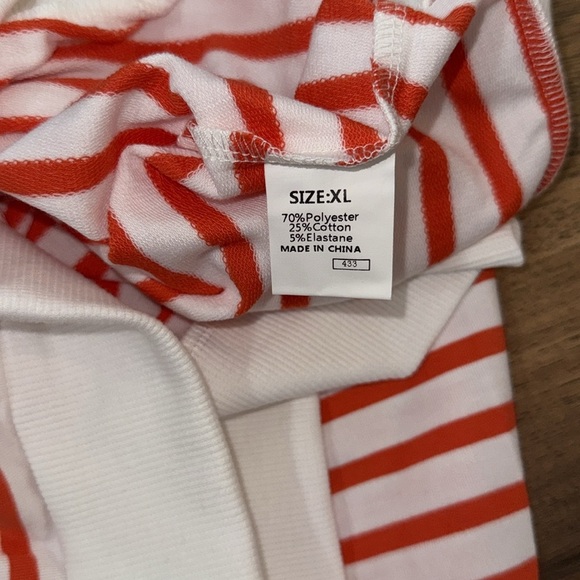 SIZE:XL
70%Polyester
25%Cotton
5%Elastane
MADE IN CHINA
433